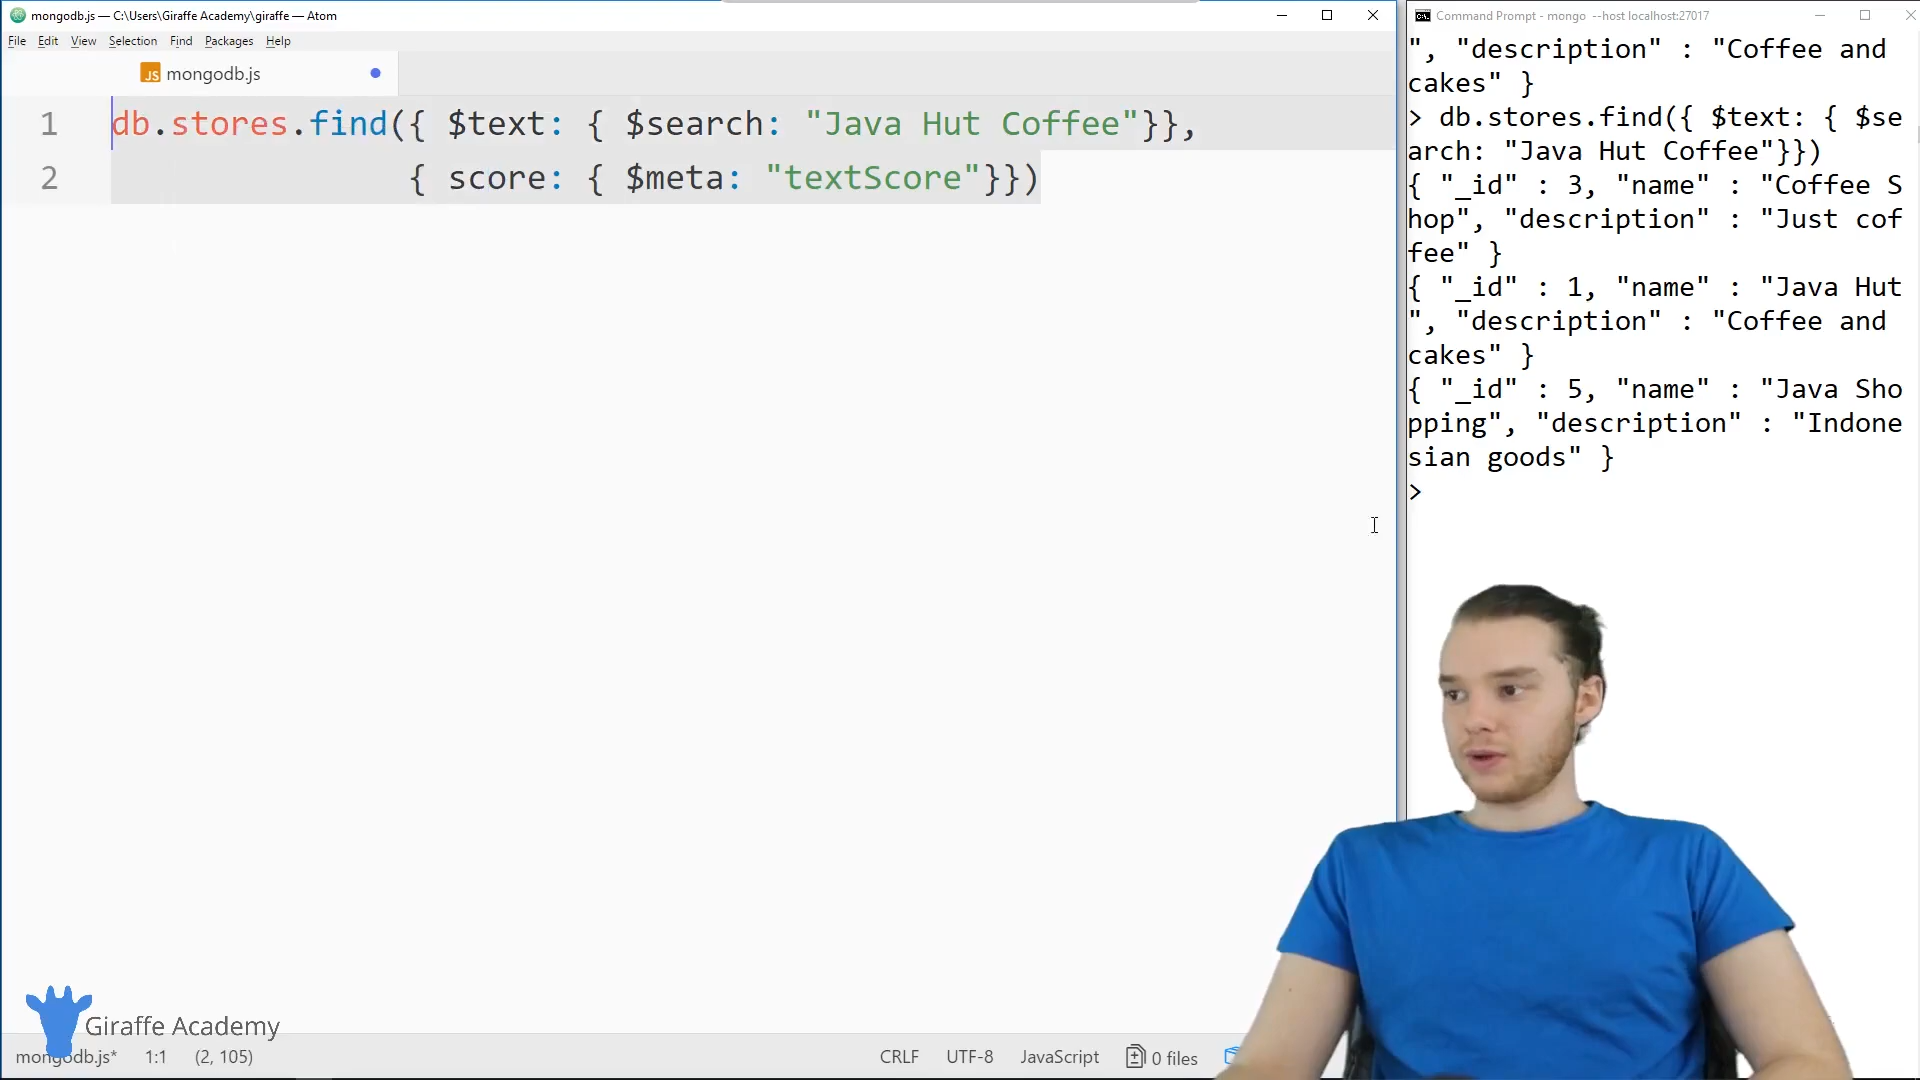 mongodb.js — C:\Users\Giraffe Academy\giraffe — Atom
File Edit View Selection Find Packages Help
mongodb.js
1 db.stores.find({ $text: { $search: "Java Hut Coffee"}},
2 { score: { $meta: "textScore"}})
Giraffe Academy
mongodb.js* 1:1 (2, 105) CRLF UTF-8 JavaScript 0 files
Command Prompt - mongo --host localhost:27017
", "description" : "Coffee and
cakes" }
> db.stores.find({ $text: { $se
arch: "Java Hut Coffee"}})
{ "_id" : 3, "name" : "Coffee S
hop", "description" : "Just cof
fee" }
{ "_id" : 1, "name" : "Java Hut
", "description" : "Coffee and
cakes" }
{ "_id" : 5, "name" : "Java Sho
pping", "description" : "Indone
sian goods" }
>